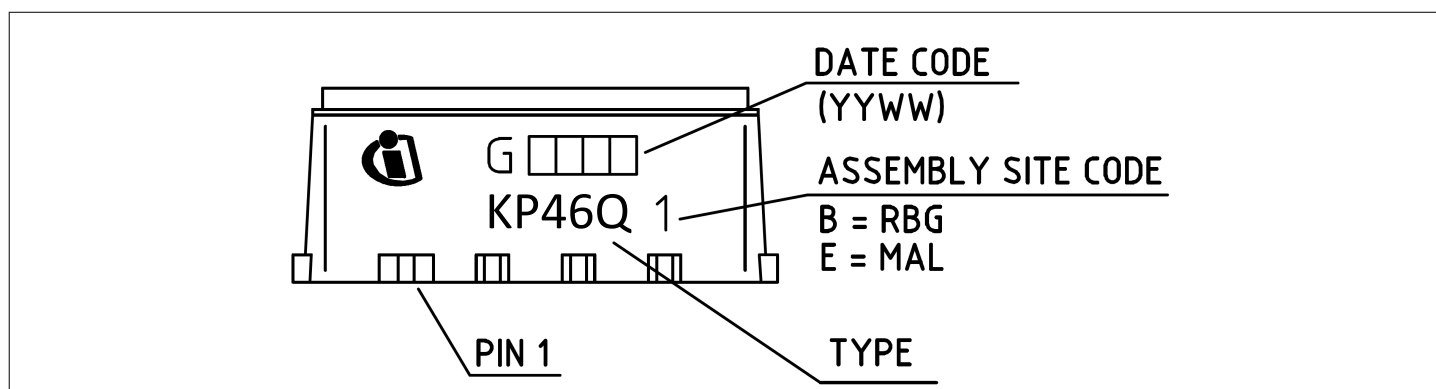 DATE CODE
(YYWW)
G
ASSEMBLY SITE CODE
KP46Q 1
B = RBG
E = MAL
PIN 1
TYPE